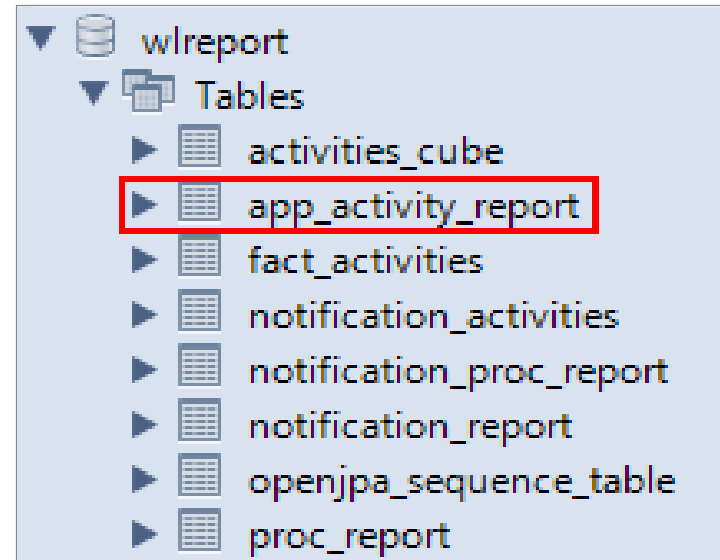 wlreport
Tables
activities_cube
app_activity_report
fact_activities
notification_activities
notification_proc_report
notification_report
openjpa_sequence_table
proc_report